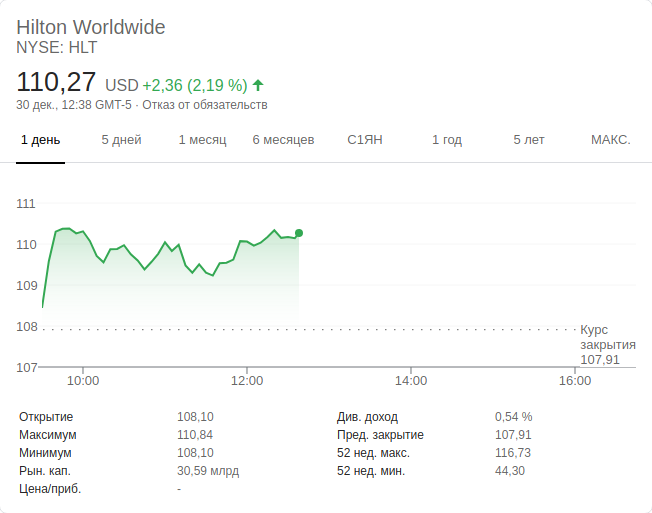 Hilton Worldwide
NYSE: HLT
110,27 USD +2,36 (2,19 %)
30 дек., 12:38 GMT-5 · Отказ от обязательств
1 день 5 дней 1 месяц 6 месяцев С1ЯН 1 год 5 лет МАКС.
111
110
109
108
107
Курс
закрытия
107,91
10:00 12:00 14:00 16:00
Открытие 108,10
Максимум 110,84
Минимум 108,10
Рын. кап. 30,59 млрд
Цена/приб. -
Див. доход 0,54 %
Пред. закрытие 107,91
52 нед. макс. 116,73
52 нед. мин. 44,30